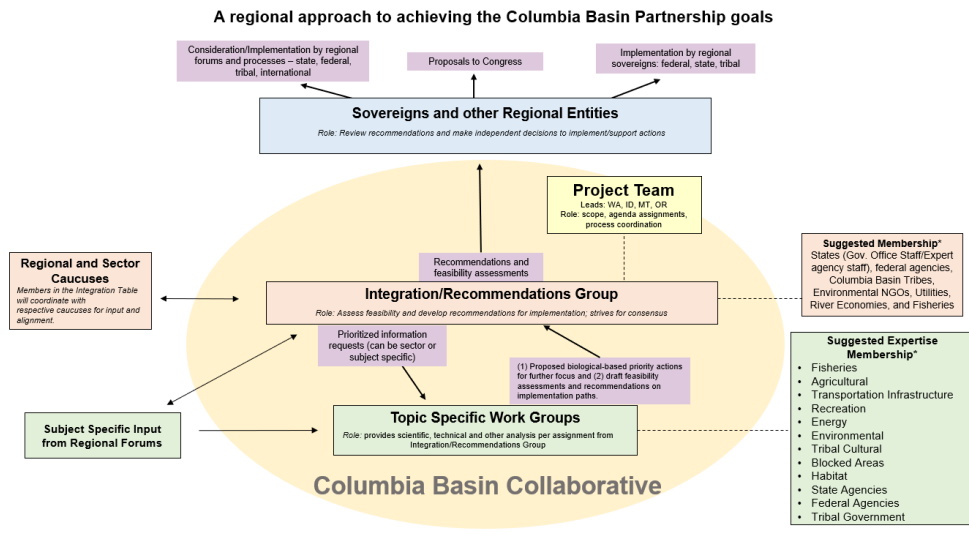 A regional approach to achieving the Columbia Basin Partnership goals
Consideration/Implementation by regional
forums and processes – state, federal,
tribal, international
Proposals to Congress
Implementation by regional
sovereigns: federal, state, tribal
Sovereigns and other Regional Entities
Role: Review recommendations and make independent decisions to implement/support actions
Project Team
Leads: WA, ID, MT, OR
Role: scope, agenda assignments,
process coordination
Recommendations and
feasibility assessments
Regional and Sector
Caucuses
Members in the Integration Table
will coordinate with
respective caucuses for input and
alignment.
Integration/Recommendations Group
Role: Assess feasibility and develop recommendations for implementation; strives for consensus
Suggested Membership*
States (Gov. Office Staff/Expert
agency staff), federal agencies,
Columbia Basin Tribes,
Environmental NGOs, Utilities,
River Economies, and Fisheries
Prioritized information
requests (can be sector or
subject specific)
(1) Proposed biological-based priority actions
for further focus and (2) draft feasibility
assessments and recommendations on
implementation paths.
Subject Specific Input
from Regional Forums
Topic Specific Work Groups
Role: provides scientific, technical and other analysis per assignment from
Integration/Recommendations Group
Suggested Expertise
Membership*
• Fisheries
• Agricultural
• Transportation Infrastructure
• Recreation
• Energy
• Environmental
• Tribal Cultural
• Blocked Areas
• Habitat
• State Agencies
• Federal Agencies
• Tribal Government
Columbia Basin Collaborative